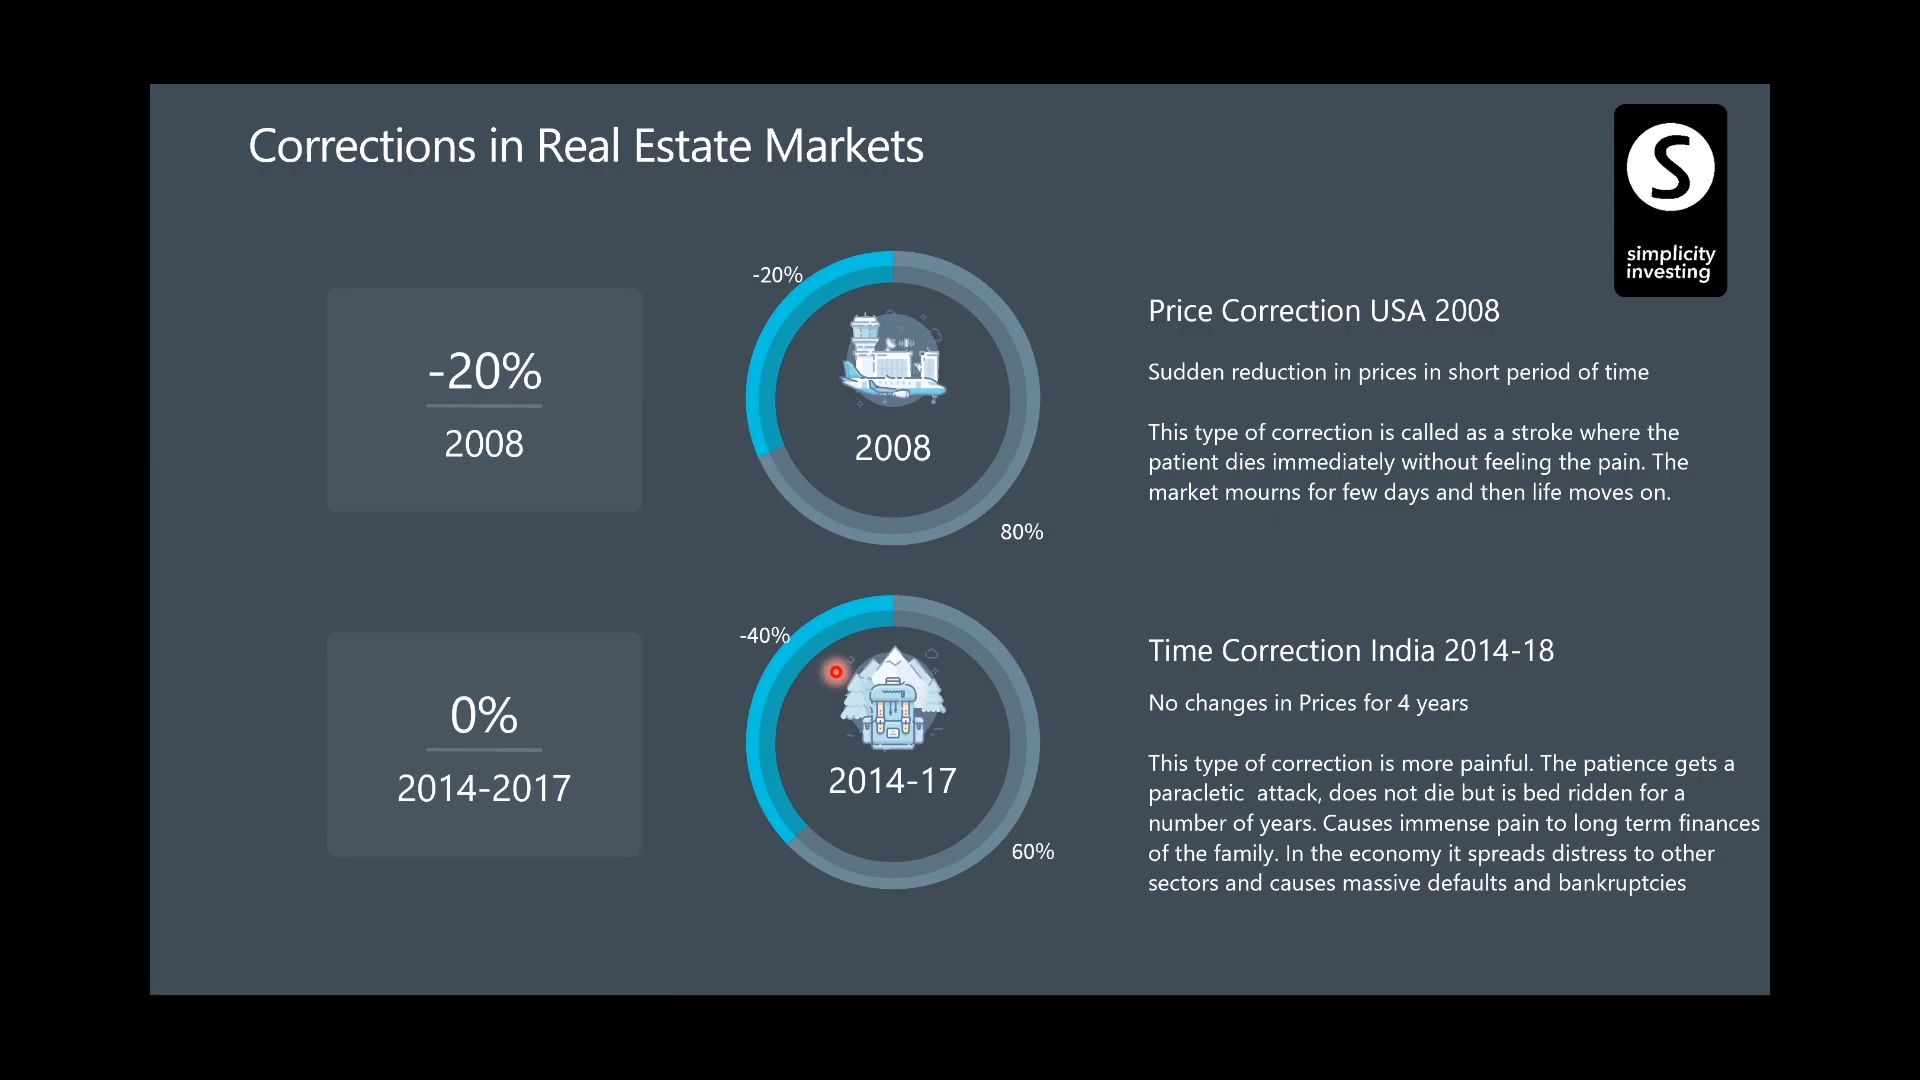 Corrections in Real Estate Markets
S
simplicity
investing
-20%
2008
-20%
2008
80%
Price Correction USA 2008
Sudden reduction in prices in short period of time
This type of correction is called as a stroke where the
patient dies immediately without feeling the pain. The
market mourns for few days and then life moves on.
0%
2014-2017
-40%
2014-17
60%
Time Correction India 2014-18
No changes in Prices for 4 years
This type of correction is more painful. The patience gets a
paracletic  attack, does not die but is bed ridden for a
number of years. Causes immense pain to long term finances
of the family. In the economy it spreads distress to other
sectors and causes massive defaults and bankruptcies